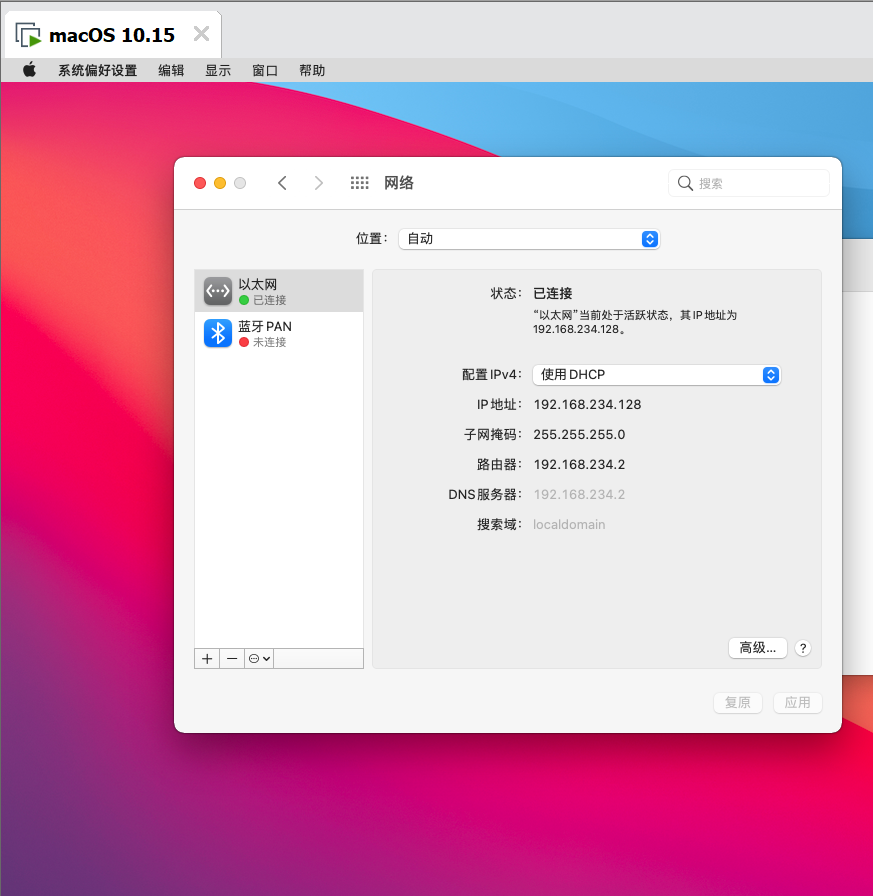 macOS 10.15
系统偏好设置 编辑 显示 窗口 帮助
网络
搜索
位置： 自动
以太网
已连接
蓝牙 PAN
未连接
状态： 已连接
“以太网”当前处于活跃状态，其 IP 地址为
192.168.234.128。
配置 IPv4： 使用 DHCP
IP 地址： 192.168.234.128
子网掩码： 255.255.255.0
路由器： 192.168.234.2
DNS 服务器： 192.168.234.2
搜索域： localdomain
高级... ?
复原 应用